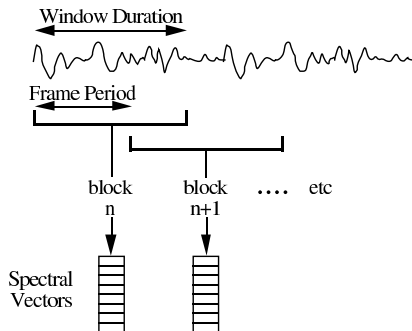 Window Duration
Frame Period
block
n
block
n+1
.... etc
Spectral
Vectors